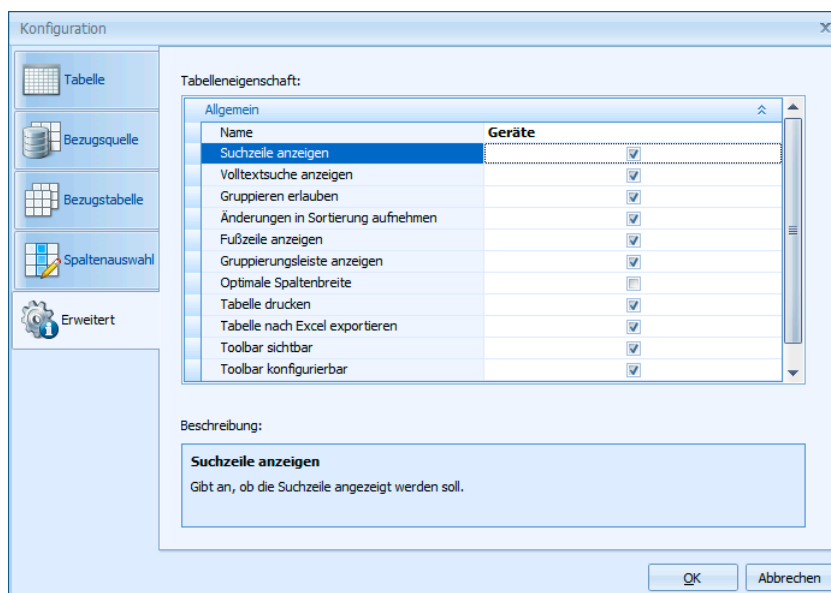 Konfiguration
Tabelle
Bezugsquelle
Bezugstabelle
Spaltenauswahl
Erweitert
Tabelleneigenschaft:
Allgemein
Name Geräte
Suchzeile anzeigen
Volltextsuche anzeigen
Gruppieren erlauben
Änderungen in Sortierung aufnehmen
Fußzeile anzeigen
Gruppierungsleiste anzeigen
Optimale Spaltenbreite
Tabelle drucken
Tabelle nach Excel exportieren
Toolbar sichtbar
Toolbar konfigurierbar
Beschreibung:
Suchzeile anzeigen
Gibt an, ob die Suchzeile angezeigt werden soll.
OK Abbrechen